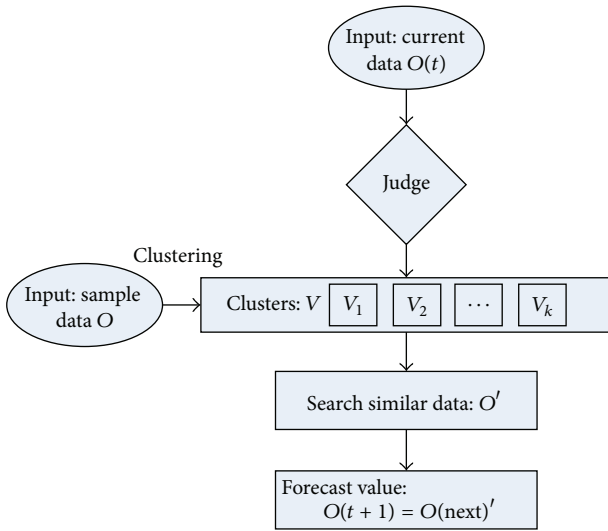 Input: current
data O(t)
Judge
Clustering
Input: sample
data O
Clusters: V V₁ V₂ ⋯ Vₖ
Search similar data: O′
Forecast value:
O(t + 1) = O(next)′